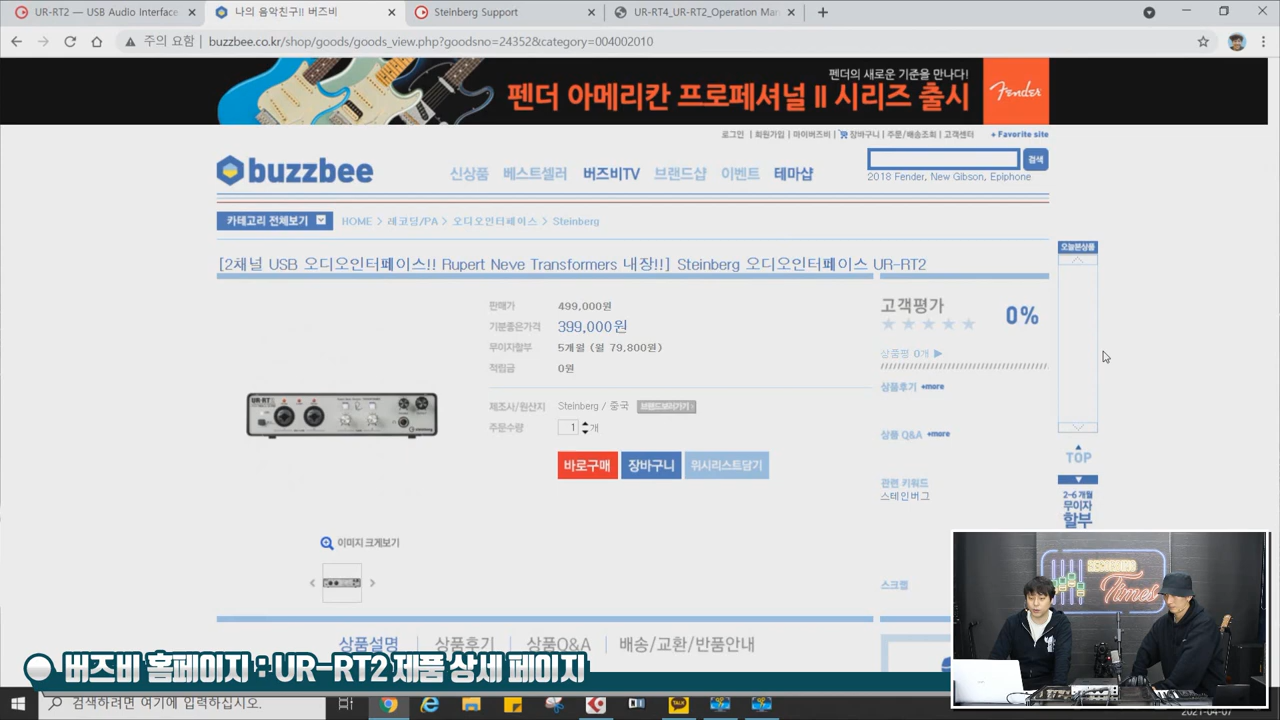 UR-RT2 — USB Audio Interface
나의 음악친구!! 버즈비
Steinberg Support
UR-RT4_UR-RT2_Operation Man
주의 요함
buzzbee.co.kr/shop/goods/goods_view.php?goodsno=24352&category=004002010
펜더의 새로운 기준을 만나다!
펜더 아메리칸 프로페셔널 II 시리즈 출시
Fender
로그인 | 회원가입 | 마이버즈비 | 장바구니 | 주문/배송조회 | 고객센터 + Favorite site
buzzbee
신상품 베스트셀러 버즈비TV 브랜드샵 이벤트 테마샵
검색
2018 Fender, New Gibson, Epiphone
카테고리 전체보기
HOME > 레코딩/PA > 오디오인터페이스 > Steinberg
오늘본상품
[2채널 USB 오디오인터페이스!! Rupert Neve Transformers 내장!!] Steinberg 오디오인터페이스 UR-RT2
판매가 499,000원
기분좋은가격 399,000원
무이자할부 5개월 (월 79,800원)
적립금 0원
제조사/원산지 Steinberg / 중국 브랜드보러가기 >
주문수량 1 개
바로구매 장바구니 위시리스트담기
고객평가 0%
상품평 0개
상품후기 +more
상품 Q&A +more
관련 키워드
스테인버그
스크랩
TOP
2~6개월
무이자
할부
UR-RT2
이미지 크게보기
상품설명 상품후기 상품Q&A 배송/교환/반품안내
RECORDING
Times
버즈비 홈페이지 : UR-RT2 제품 상세 페이지
검색하려면 여기에 입력하십시오.
TALK
2021-04-07